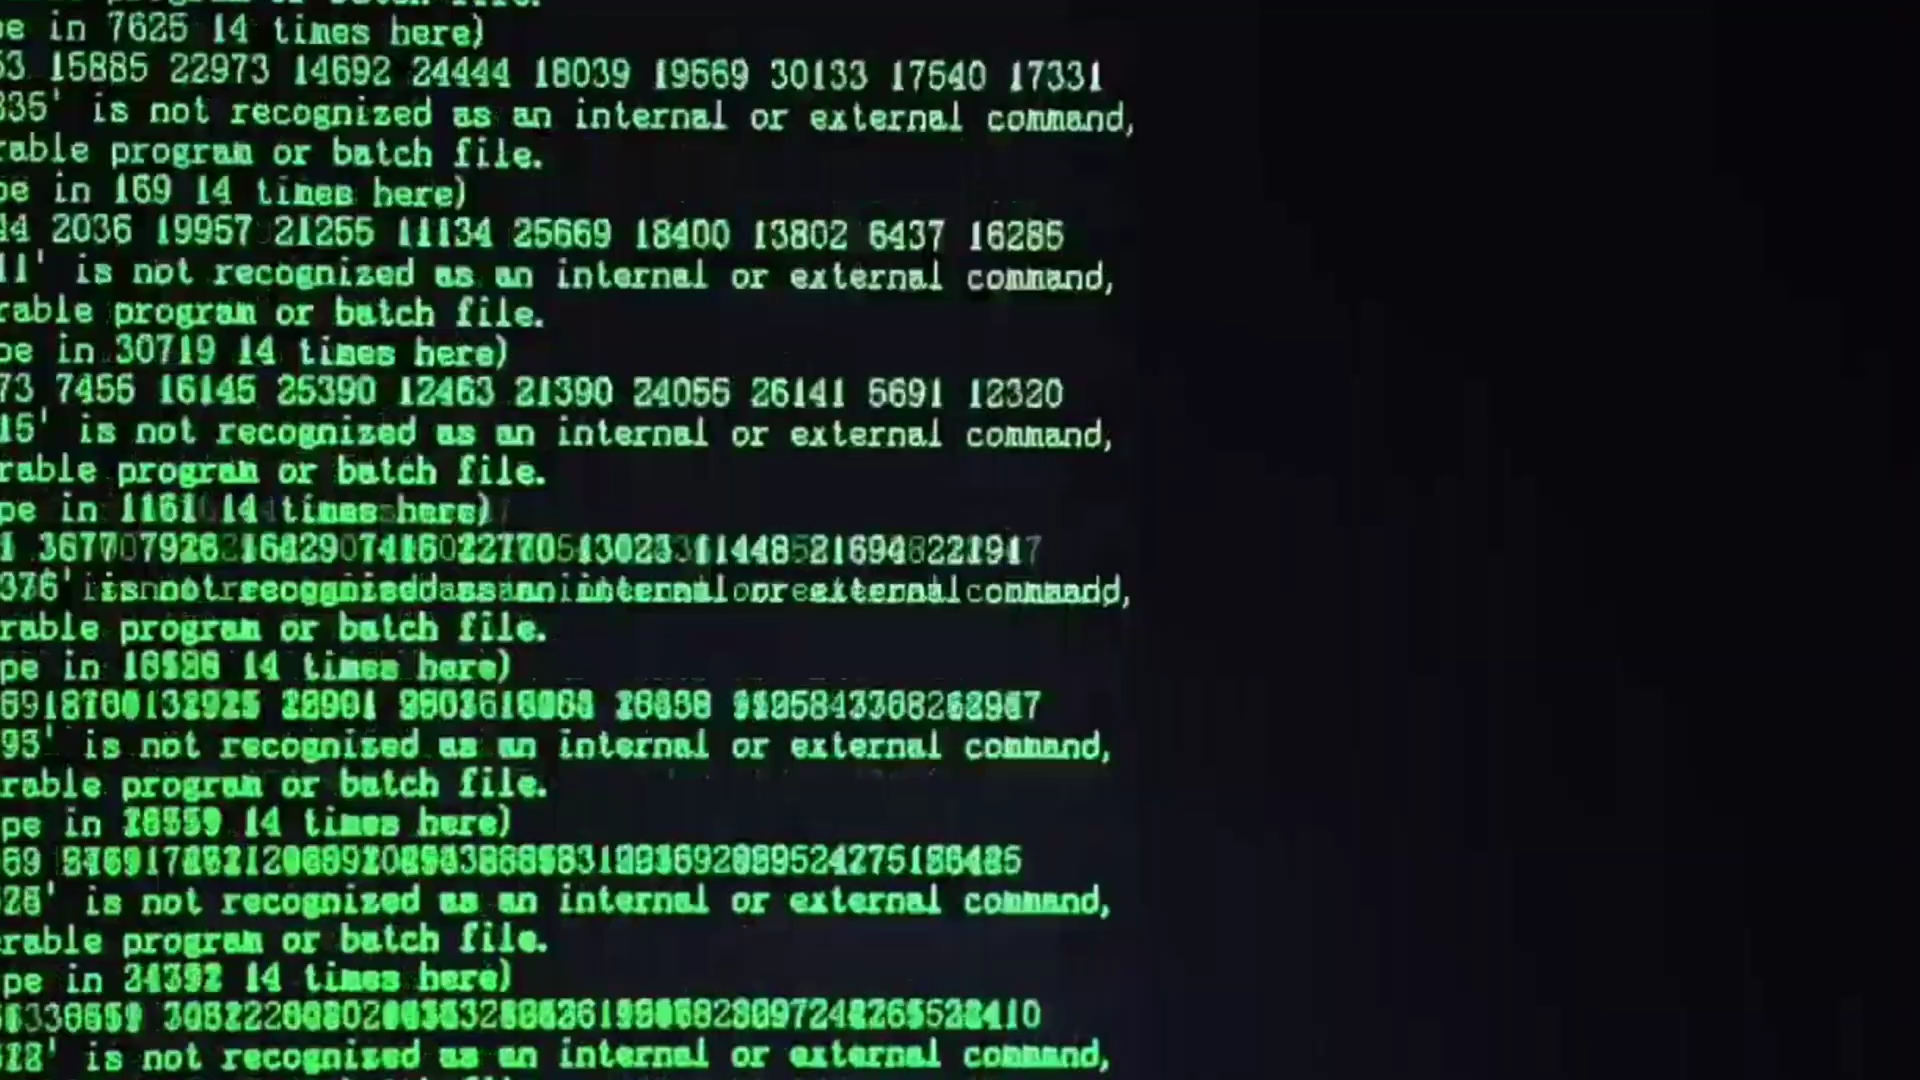 pe in 7625 14 times here)
53 15885 22973 14692 24444 18039 19669 30133 17540 17331
335' is not recognized as an internal or external command,
rable program or batch file.
pe in 169 14 times here)
44 2036 19957 21255 11134 25669 18400 13802 6437 16285
11' is not recognized as an internal or external command,
rable program or batch file.
pe in 30719 14 times here)
73 7455 16145 25390 12463 21390 24055 26141 5691 12320
15' is not recognized as an internal or external command,
rable program or batch file.
pe in 1161 14 times here)
376' is not recognized as an internal or external command,
rable program or batch file.
pe in 14 times here)
93' is not recognized as an internal or external command,
rable program or batch file.
pe in 14 times here)
is not recognized as an internal or external command,
rable program or batch file.
pe in 14 times here)
is not recognized as an internal or external command,